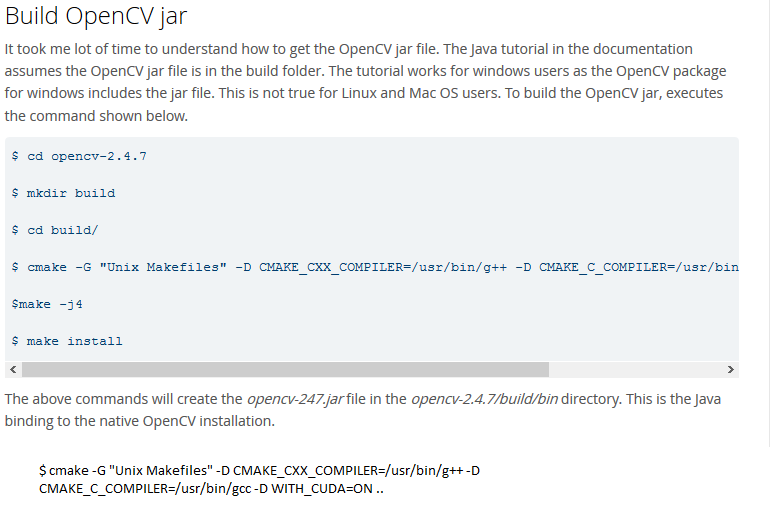 Build OpenCV jar
It took me lot of time to understand how to get the OpenCV jar file. The Java tutorial in the documentation
assumes the OpenCV jar file is in the build folder. The tutorial works for windows users as the OpenCV package
for windows includes the jar file. This is not true for Linux and Mac OS users. To build the OpenCV jar, executes
the command shown below.
$ cd opencv-2.4.7
$ mkdir build
$ cd build/
$ cmake -G "Unix Makefiles" -D CMAKE_CXX_COMPILER=/usr/bin/g++ -D CMAKE_C_COMPILER=/usr/bin
$make -j4
$ make install
The above commands will create the opencv-247.jar file in the opencv-2.4.7/build/bin directory. This is the Java
binding to the native OpenCV installation.
$ cmake -G "Unix Makefiles" -D CMAKE_CXX_COMPILER=/usr/bin/g++ -D
CMAKE_C_COMPILER=/usr/bin/gcc -D WITH_CUDA=ON ..